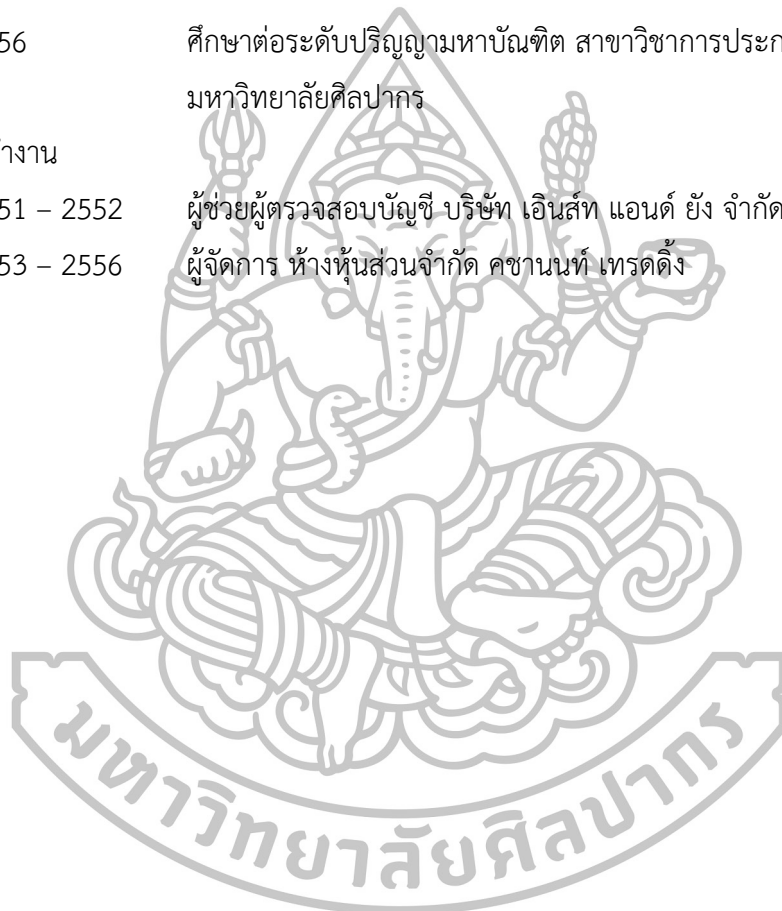 56 ศึกษาต่อระดับปริญญามหาบัณฑิต สาขาวิชาการประก
มหาวิทยาลัยศิลปากร
ทำงาน
51 – 2552 ผู้ช่วยผู้ตรวจสอบบัญชี บริษัท เอินส์ท แอนด์ ยัง จำกัด
53 – 2556 ผู้จัดการ ห้างหุ้นส่วนจำกัด คชานนท์ เทรดดิ้ง
มหาวิทยาลัยศิลปากร